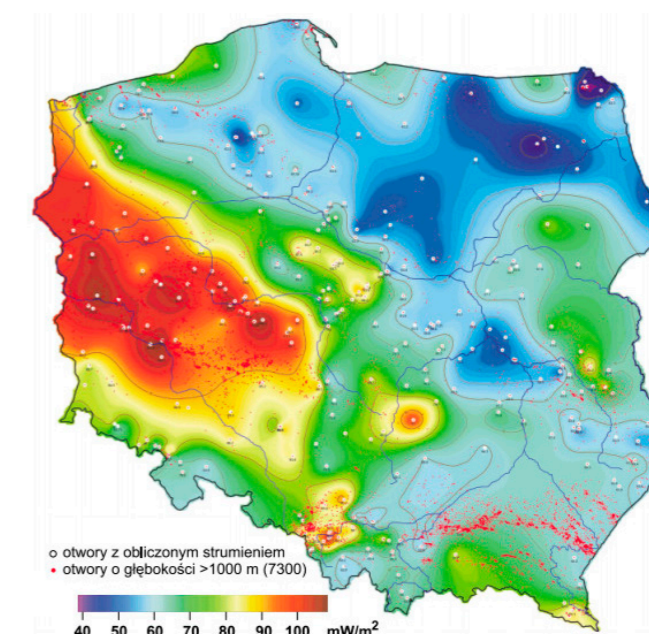 otwory z obliczonym strumieniem
otwory o głębokości >1000 m (7300)
40 50 60 70 80 90 100 mW/m²